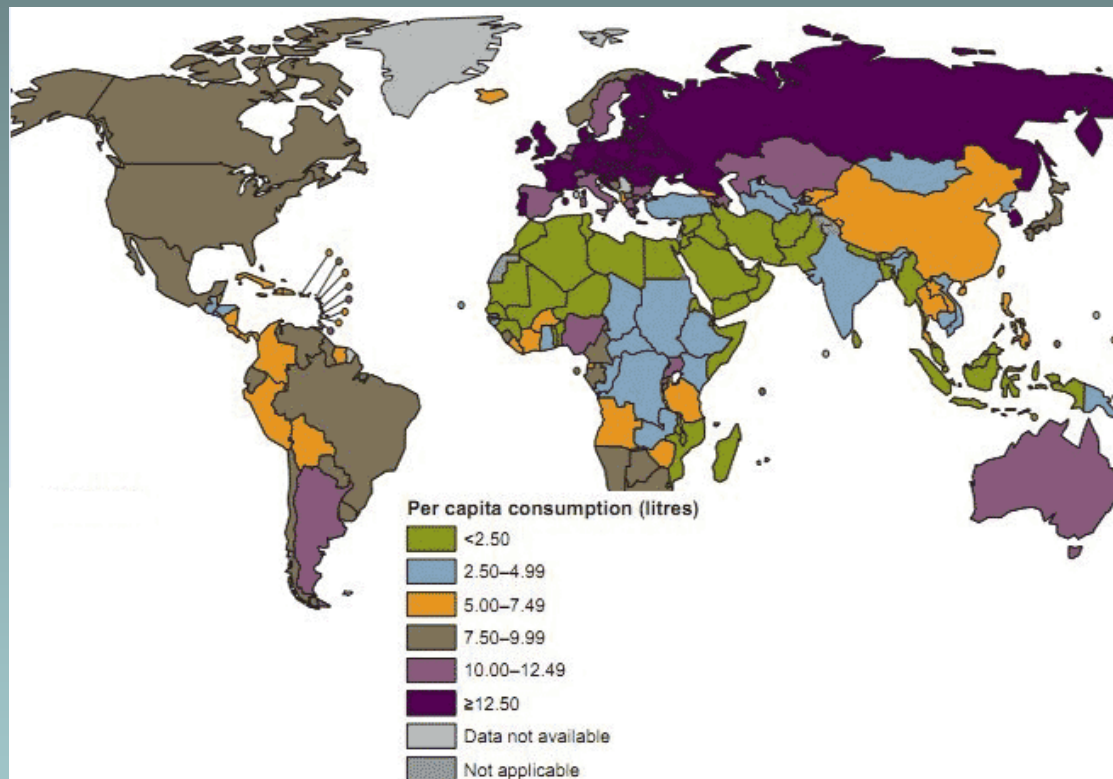 Per capita consumption (litres)
<2.50
2.50–4.99
5.00–7.49
7.50–9.99
10.00–12.49
≥12.50
Data not available
Not applicable